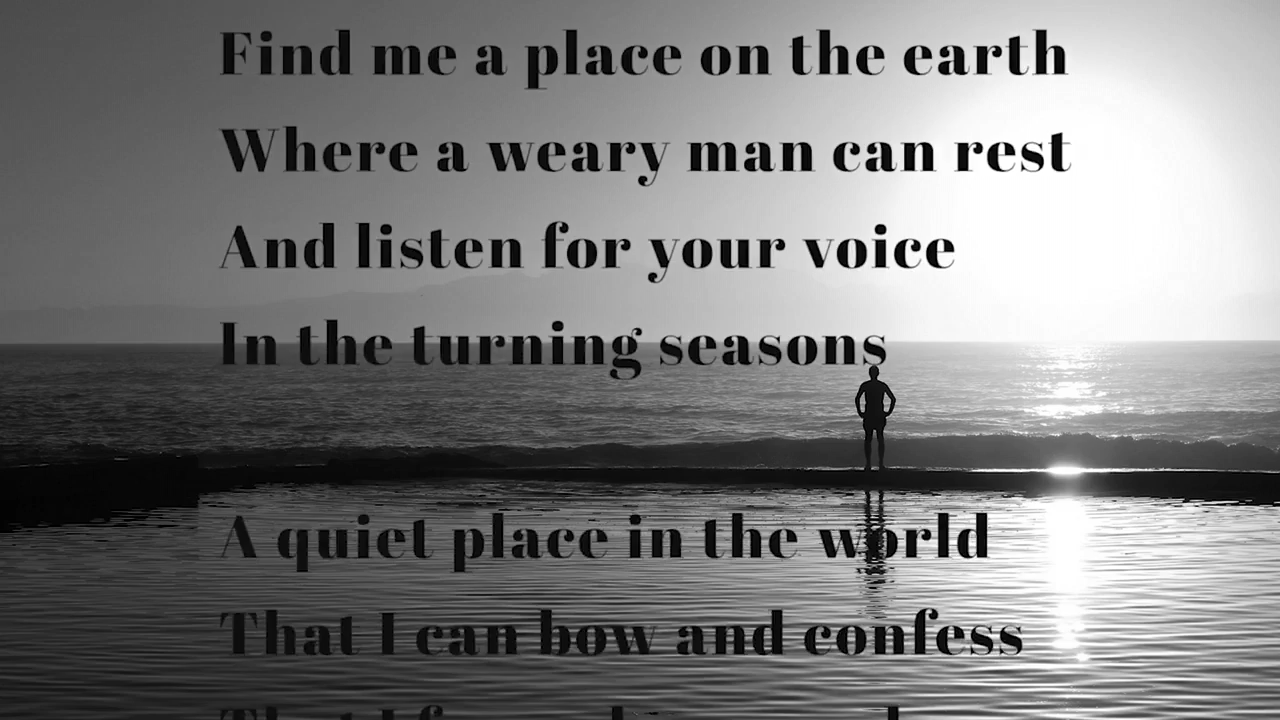 Find me a place on the earth
Where a weary man can rest
And listen for your voice
In the turning seasons
A quiet place in the world
That I can bow and confess
That I